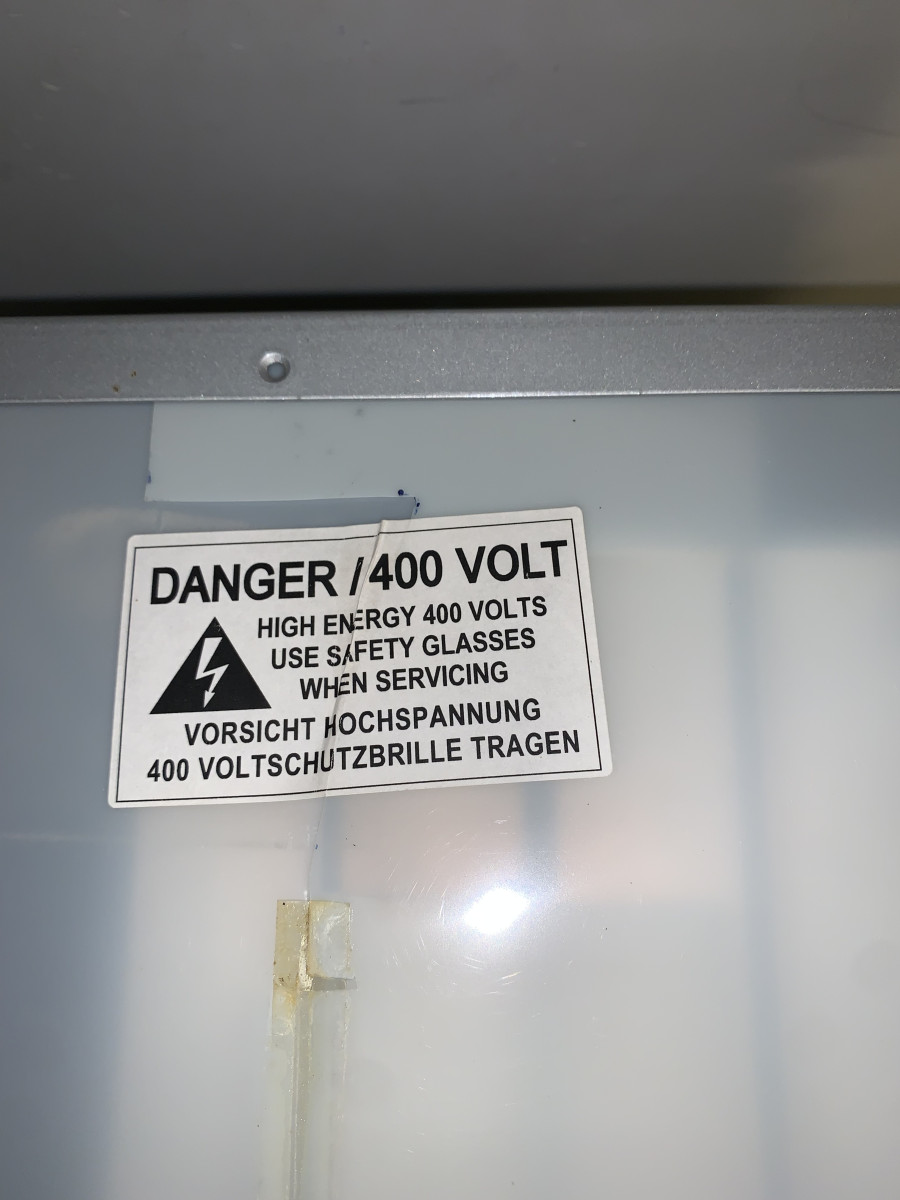 DANGER / 400 VOLT
HIGH ENERGY 400 VOLTS
USE SAFETY GLASSES
WHEN SERVICING
VORSICHT HOCHSPANNUNG
400 VOLTSCHUTZBRILLE TRAGEN